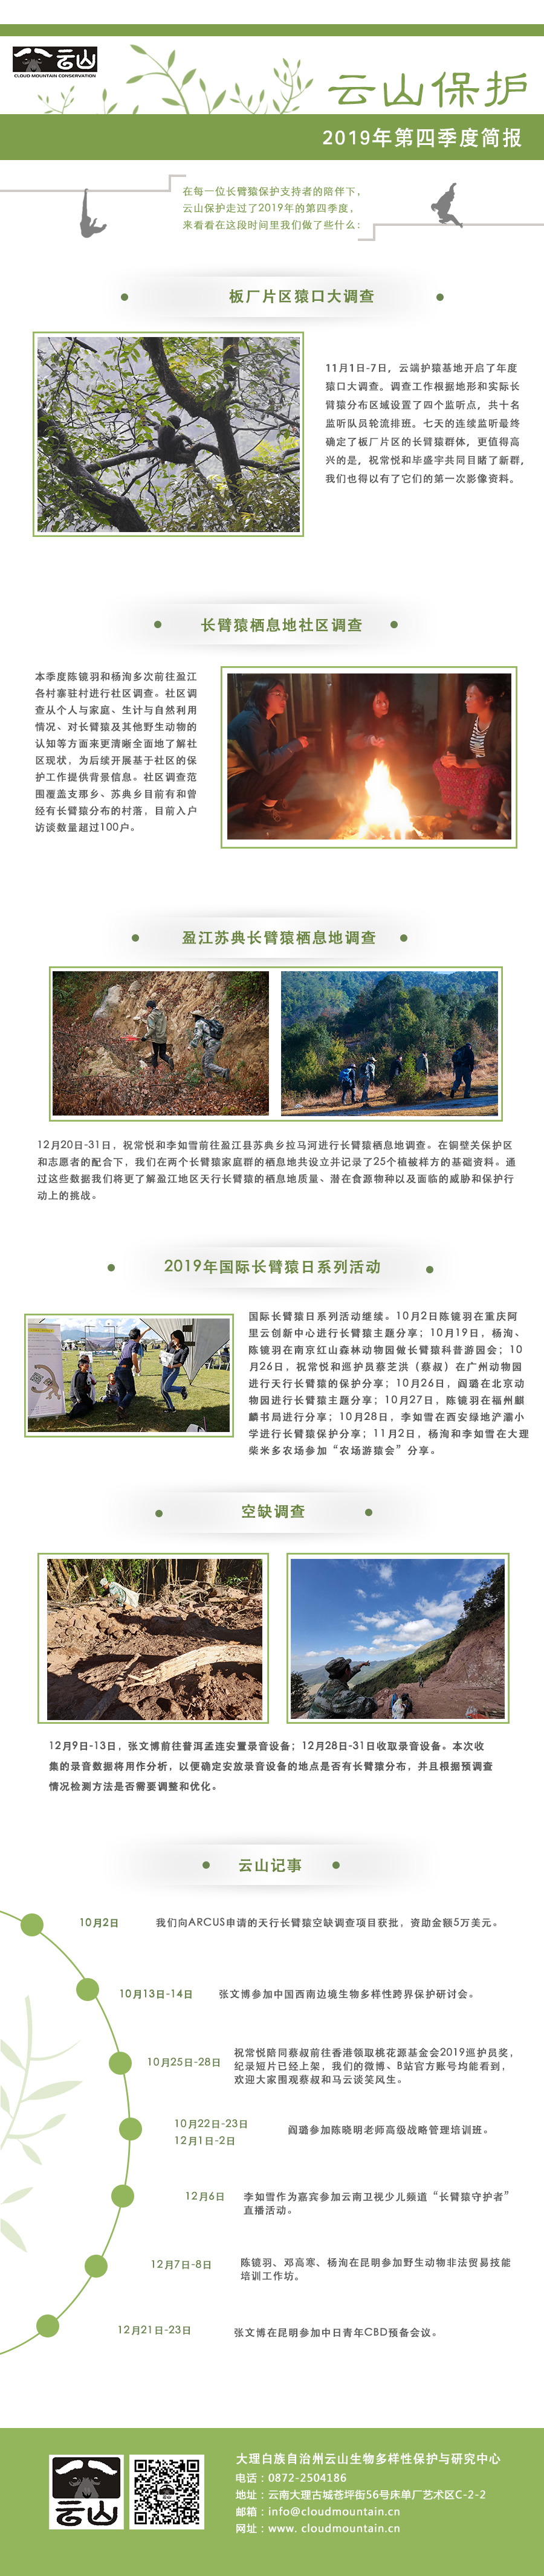 云山
CLOUD MOUNTAIN CONSERVATION
云山保护
2019年第四季度简报
在每一位长臂猿保护支持者的陪伴下，
云山保护走过了2019年的第四季度，
来看看在这段时间里我们做了些什么：
板厂片区猿口大调查
11月1日-7日，云端护猿基地开启了年度
猿口大调查。调查工作根据地形和实际长
臂猿分布区域设置了四个监听点，共十名
监听队员轮流排班。七天的连续监听最终
确定了板厂片区的长臂猿群体，更值得高
兴的是，祝常悦和毕盛宇共同目睹了新群，
我们也得以有了它们的第一次影像资料。
长臂猿栖息地社区调查
本季度陈镜羽和杨洵多次前往盈江
各村寨驻村进行社区调查。社区调
查从个人与家庭、生计与自然利用
情况、对长臂猿及其他野生动物的
认知等方面来更清晰全面地了解社
区现状，为后续开展基于社区的保
护工作提供背景信息。社区调查范
围覆盖支那乡、苏典乡目前有和曾
经有长臂猿分布的村落，目前入户
访谈数量超过100户。
盈江苏典长臂猿栖息地调查
12月20日-31日，祝常悦和李如雪前往盈江县苏典乡拉马河进行长臂猿栖息地调查。在铜壁关保护区
和志愿者的配合下，我们在两个长臂猿家庭群的栖息地共设立并记录了25个植被样方的基础资料。通
过这些数据我们将更了解盈江地区天行长臂猿的栖息地质量、潜在食源物种以及面临的威胁和保护行
动上的挑战。
2019年国际长臂猿日系列活动
国际长臂猿日系列活动继续。10月2日陈镜羽在重庆阿
里云创新中心进行长臂猿主题分享；10月19日，杨洵、
陈镜羽在南京红山森林动物园做长臂猿科普游园会；10
月26日，祝常悦和巡护员蔡芝洪（蔡叔）在广州动物园
进行天行长臂猿的保护分享；10月26日，阎璐在北京动
物园进行长臂猿主题分享；10月27日，陈镜羽在福州麒
麟书局进行分享；10月28日，李如雪在西安绿地浐灞小
学进行长臂猿保护分享；11月2日，杨洵和李如雪在大理
柴米多农场参加“农场游猿会”分享。
空缺调查
12月9日-13日，张文博前往普洱孟连安置录音设备；12月28日-31日收取录音设备。本次收
集的录音数据将用作分析，以便确定安放录音设备的地点是否有长臂猿分布，并且根据预调查
情况检测方法是否需要调整和优化。
云山记事
10月2日 我们向ARCUS申请的天行长臂猿空缺调查项目获批，资助金额5万美元。
10月13日-14日 张文博参加中国西南边境生物多样性跨界保护研讨会。
10月25日-28日 祝常悦陪同蔡叔前往香港领取桃花源基金会2019巡护员奖，
纪录短片已经上架，我们的微博、B站官方账号均能看到，
欢迎大家围观蔡叔和马云谈笑风生。
10月22日-23日
12月1日-2日 阎璐参加陈晓明老师高级战略管理培训班。
12月6日 李如雪作为嘉宾参加云南卫视少儿频道“长臂猿守护者”
直播活动。
12月7日-8日 陈镜羽、邓高寒、杨洵在昆明参加野生动物非法贸易技能
培训工作坊。
12月21日-23日 张文博在昆明参加中日青年CBD预备会议。
云山
大理白族自治州云山生物多样性保护与研究中心
电话：0872-2504186
地址：云南大理古城苍坪街56号床单厂艺术区C-2-2
邮箱：info@cloudmountain.cn
网址：www. cloudmountain.cn